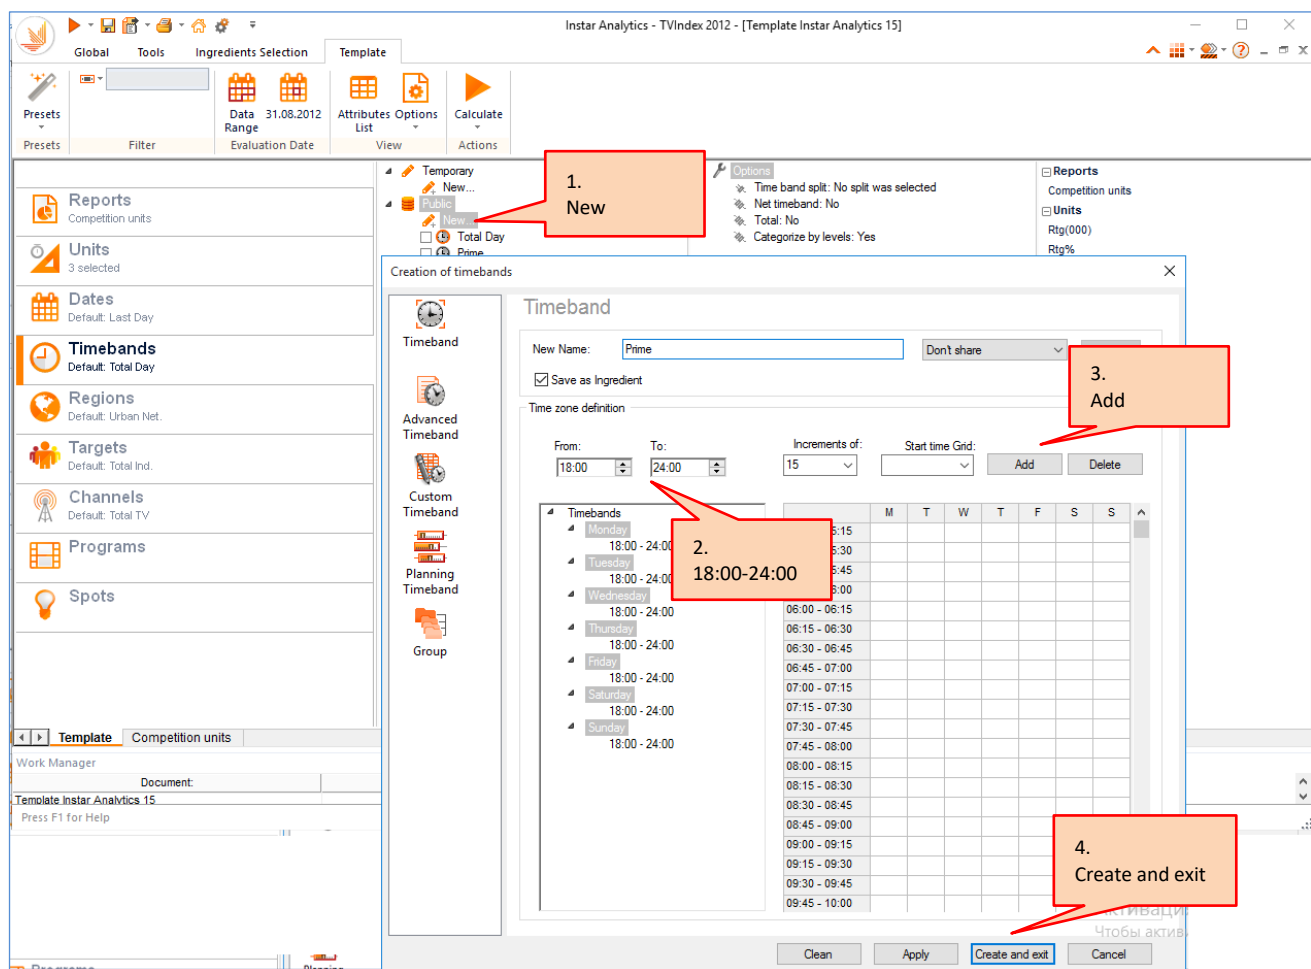 Instar Analytics - TVIndex 2012 - [Template Instar Analytics 15]
Global Tools Ingredients Selection Template
Presets
Data Range
31.08.2012
Attributes List
Options
Calculate
Presets Filter Evaluation Date View Actions
Reports
Competition units
Units
3 selected
Dates
Default: Last Day
Timebands
Default: Total Day
Regions
Default: Urban Net.
Targets
Default: Total Ind.
Channels
Default: Total TV
Programs
Spots
Temporary
New...
Public
New...
Total Day
Prime
1.
New
Options
Time band split: No split was selected
Net timeband: No
Total: No
Categorize by levels: Yes
Reports
Competition units
Units
Rtg(000)
Rtg%
Creation of timebands
Timeband
Advanced
Timeband
Custom
Timeband
Planning
Timeband
Group
Timeband
New Name: Prime Don't share
Save as Ingredient
3.
Add
Time zone definition
From: To: Increments of: Start time Grid:
18:00 24:00 15 Add Delete
2.
18:00-24:00
Timebands
Monday
18:00 - 24:00
Tuesday
18:00 - 24:00
Wednesday
18:00 - 24:00
Thursday
18:00 - 24:00
Friday
18:00 - 24:00
Saturday
18:00 - 24:00
Sunday
18:00 - 24:00
M T W T F S S
5:15
5:30
5:45
6:00
06:00 - 06:15
06:15 - 06:30
06:30 - 06:45
06:45 - 07:00
07:00 - 07:15
07:15 - 07:30
07:30 - 07:45
07:45 - 08:00
08:00 - 08:15
08:15 - 08:30
08:30 - 08:45
08:45 - 09:00
09:00 - 09:15
09:15 - 09:30
09:30 - 09:45
09:45 - 10:00
4.
Create and exit
Clean Apply Create and exit Cancel
Чтобы актив
Template Competition units
Work Manager
Document:
Template Instar Analytics 15
Press F1 for Help